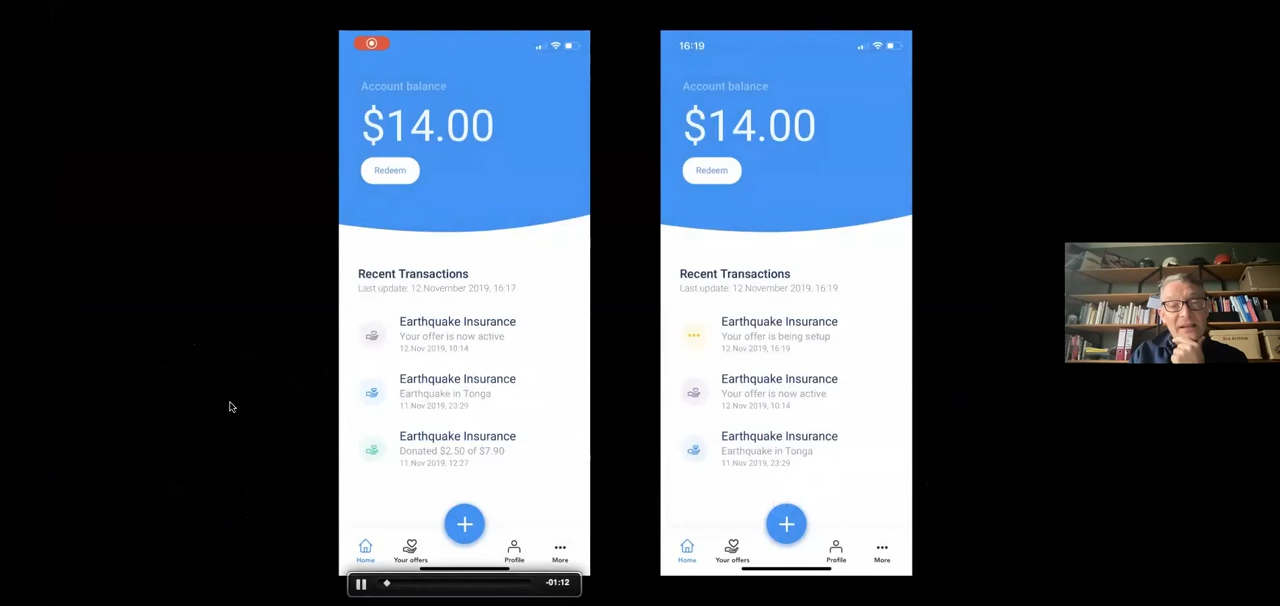 Account balance
$14.00
Redeem
Recent Transactions
Last update: 12.November 2019, 16:17
Earthquake Insurance
Your offer is now active
12.Nov 2019, 10:14
Earthquake Insurance
Earthquake in Tonga
11.Nov 2019, 23:29
Earthquake Insurance
Donated $2.50 of $7.90
11.Nov 2019, 12:27
Home
Your offers
Profile
More
-01:12
16:19
Account balance
$14.00
Redeem
Recent Transactions
Last update: 12.November 2019, 16:19
Earthquake Insurance
Your offer is being setup
12.Nov 2019, 16:19
Earthquake Insurance
Your offer is now active
12.Nov 2019, 10:14
Earthquake Insurance
Earthquake in Tonga
11.Nov 2019, 23:29
Home
Your offers
Profile
More